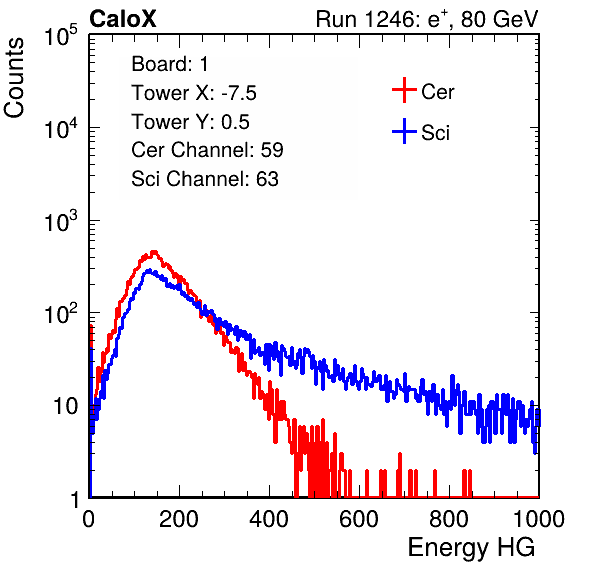 CaloX Run 1246: e⁺, 80 GeV
Counts
10⁵
10⁴
10³
10²
10
1
Board: 1
Tower X: -7.5
Tower Y: 0.5
Cer Channel: 59
Sci Channel: 63
Cer
Sci
0 200 400 600 800 1000
Energy HG